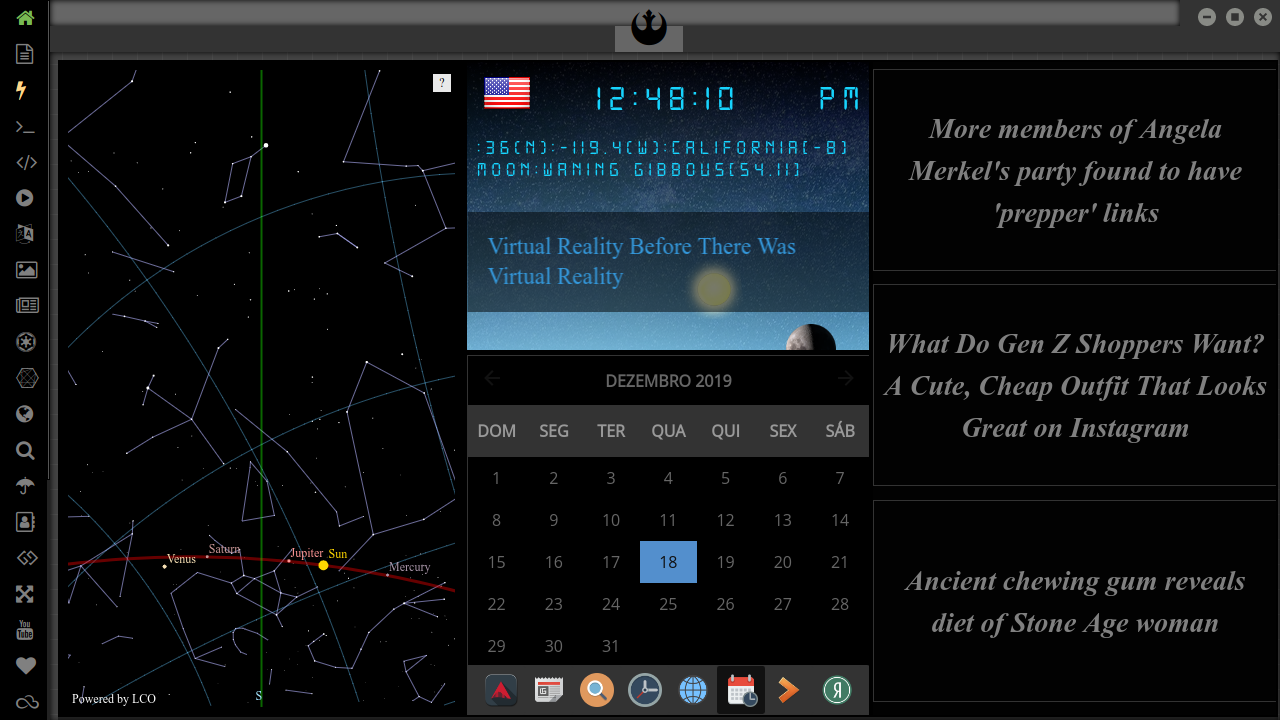 ?
Venus
Saturn
Jupiter
Sun
Mercury
Powered by LCO
S
12:48:10 PM
:36(N):-119.4(W):CALIFORNIA(-8)
MOON:WANING GIBBOUS(54.11)
Virtual Reality Before There Was
Virtual Reality
DEZEMBRO 2019
DOM SEG TER QUA QUI SEX SÁB
1 2 3 4 5 6 7
8 9 10 11 12 13 14
15 16 17 18 19 20 21
22 23 24 25 26 27 28
29 30 31
More members of Angela
Merkel's party found to have
'prepper' links
What Do Gen Z Shoppers Want?
A Cute, Cheap Outfit That Looks
Great on Instagram
Ancient chewing gum reveals
diet of Stone Age woman
You
Tube
Я